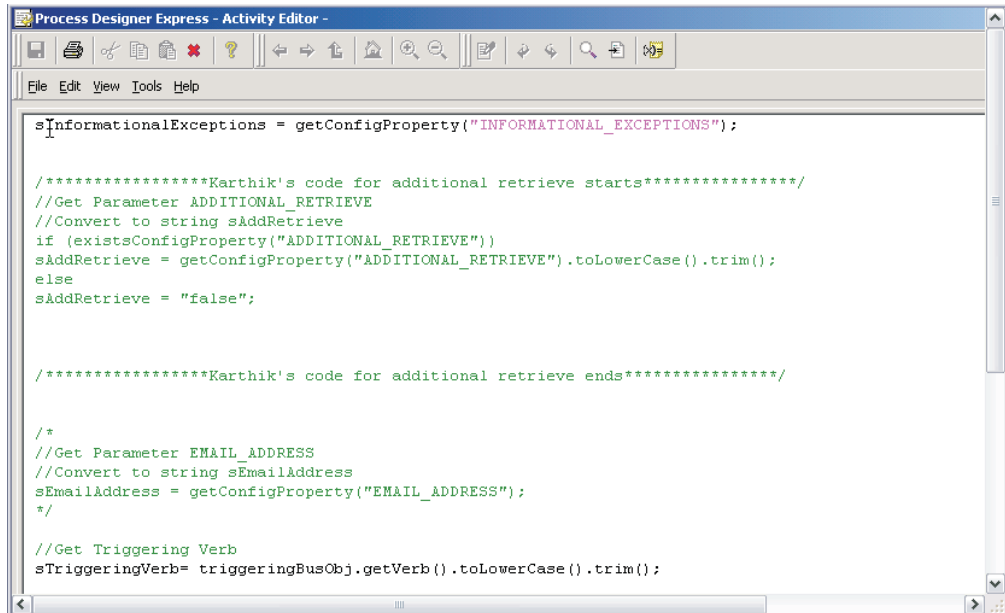 Process Designer Express - Activity Editor -
File Edit View Tools Help
sInformationalExceptions = getConfigProperty("INFORMATIONAL_EXCEPTIONS");
/*****************Karthik's code for additional retrieve starts****************/
//Get Parameter ADDITIONAL_RETRIEVE
//Convert to string sAddRetrieve
if (existsConfigProperty("ADDITIONAL_RETRIEVE"))
sAddRetrieve = getConfigProperty("ADDITIONAL_RETRIEVE").toLowerCase().trim();
else
sAddRetrieve = "false";
/*****************Karthik's code for additional retrieve ends****************/
/*
//Get Parameter EMAIL_ADDRESS
//Convert to string sEmailAddress
sEmailAddress = getConfigProperty("EMAIL_ADDRESS");
*/
//Get Triggering Verb
sTriggeringVerb= triggeringBusObj.getVerb().toLowerCase().trim();